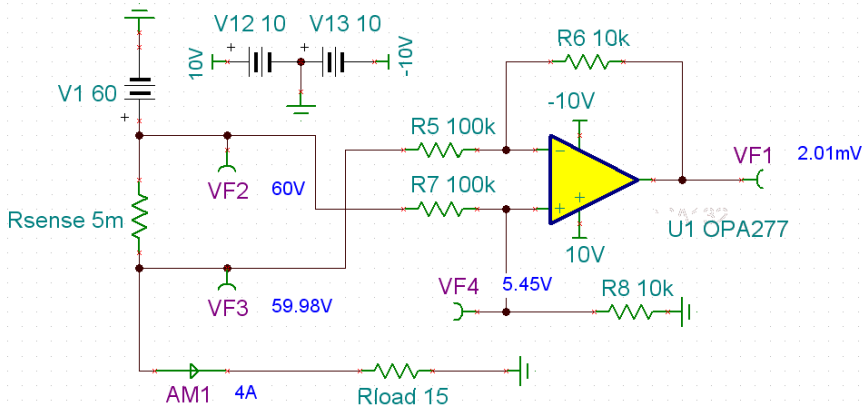 V12 10 V13 10
10V + + -10V
R6 10k
V1 60
+
-10V
R5 100k
VF1 2.01mV
VF2 60V
R7 100k
Rsense 5m
U1 OPA277
10V
VF3 59.98V
VF4 5.45V
R8 10k
AM1 4A
Rload 15